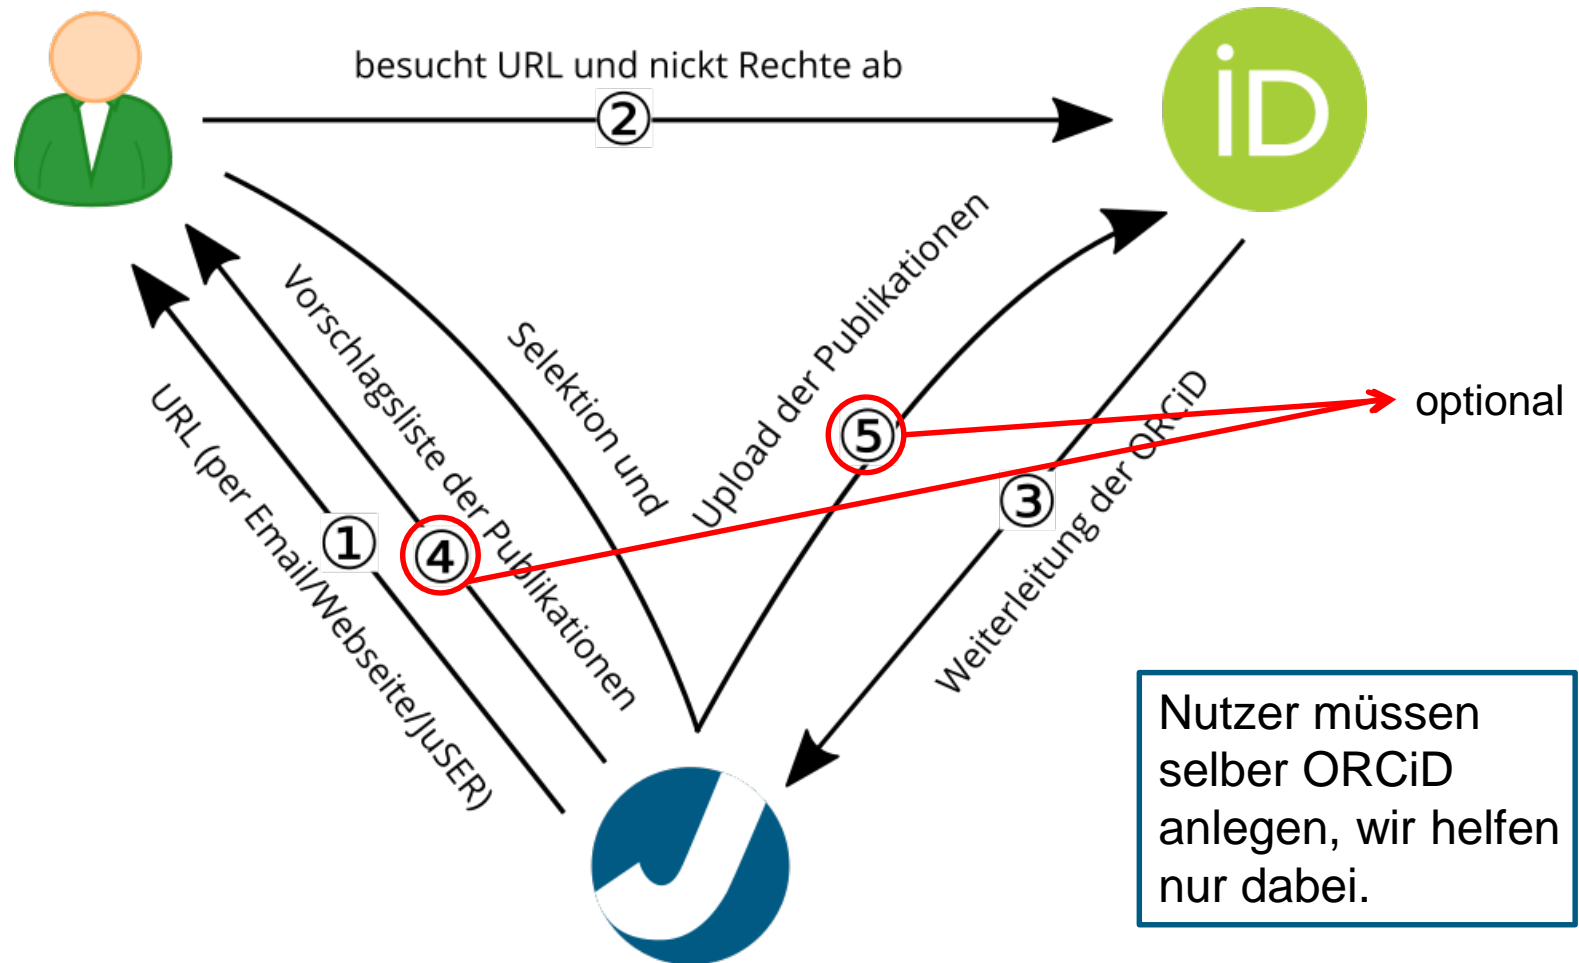 besucht URL und nickt Rechte ab
②
iD
Vorschlagsliste der Publikationen
Selektion und
Upload der Publikationen
URL (per Email/Webseite/JuSER)
①
④
⑤
③
Weiterleitung der ORCiD
optional
J
Nutzer müssen
selber ORCiD
anlegen, wir helfen
nur dabei.